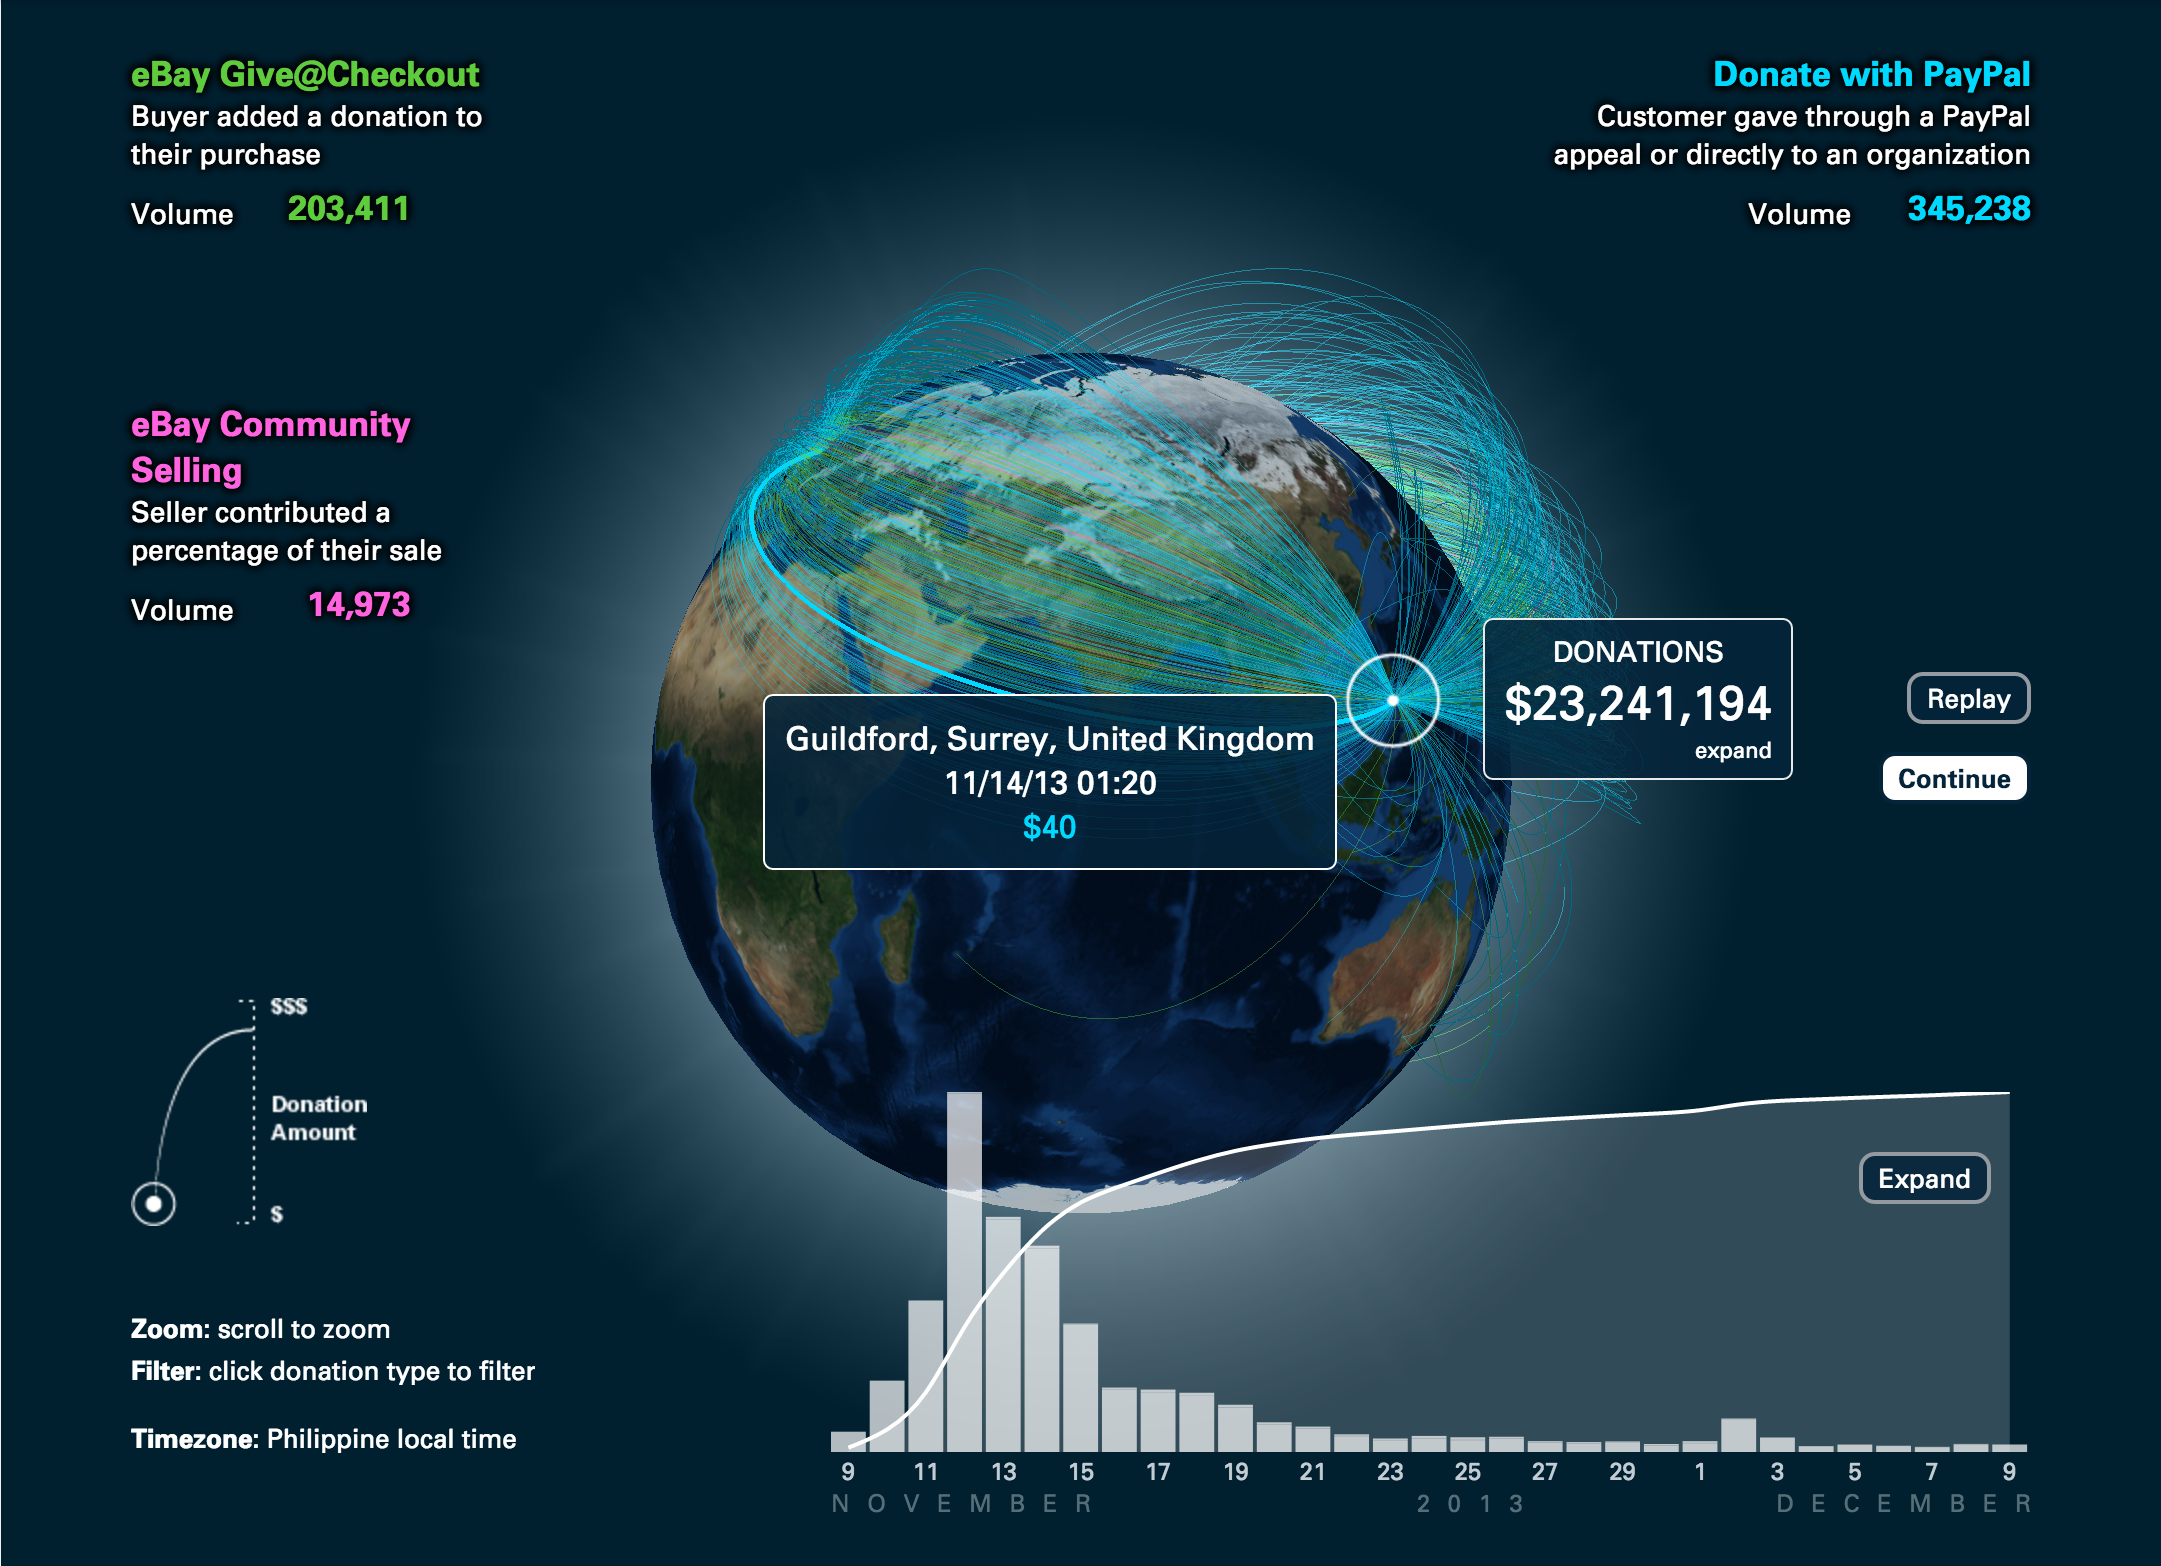 eBay Give@Checkout
Buyer added a donation to
their purchase
Volume 203,411
Donate with PayPal
Customer gave through a PayPal
appeal or directly to an organization
Volume 345,238
eBay Community
Selling
Seller contributed a
percentage of their sale
Volume 14,973
DONATIONS
$23,241,194
expand
Guildford, Surrey, United Kingdom
11/14/13 01:20
$40
Replay
Continue
$$$
Donation
Amount
$
Expand
Zoom: scroll to zoom
Filter: click donation type to filter
Timezone: Philippine local time
9 11 13 15 17 19 21 23 25 27 29 1 3 5 7 9
NOVEMBER 2013 DECEMBER